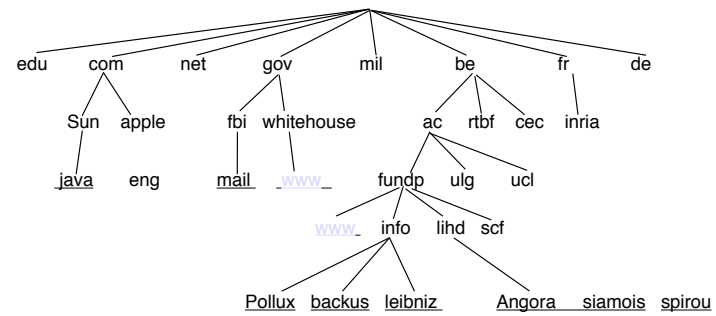 edu com net gov mil be fr de
Sun apple fbi whitehouse ac rtbf cec inria
java eng mail www fundp ulg ucl
www info lihd scf
Pollux backus leibniz Angora siamois spirou